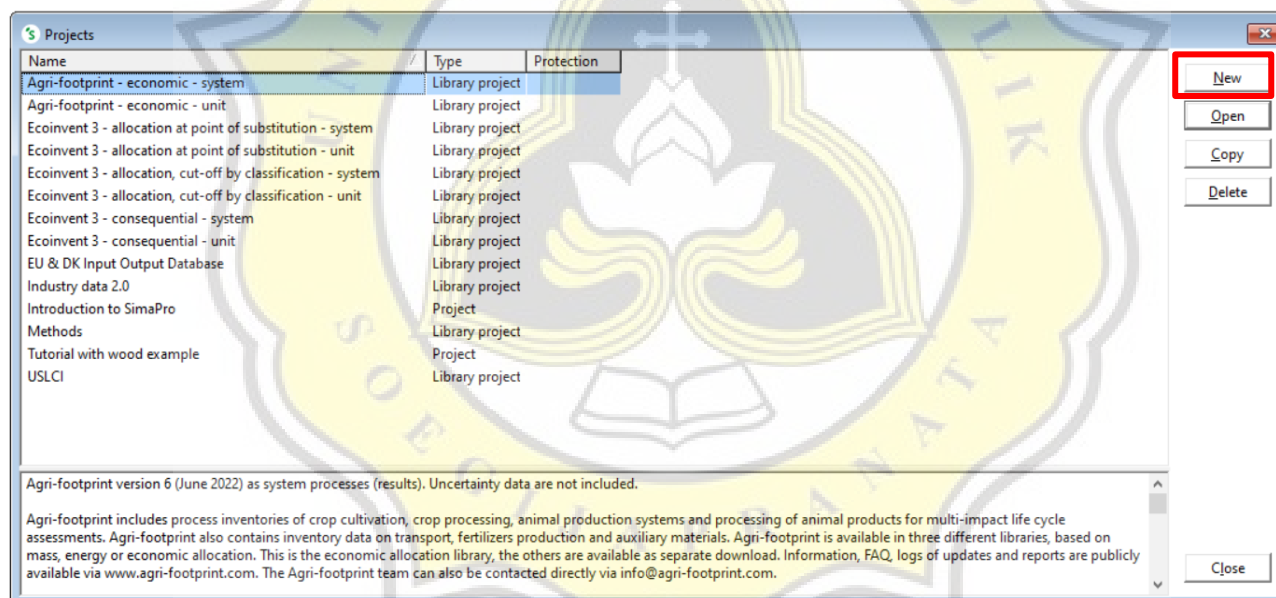 Projects
Name Type Protection
Agri-footprint - economic - system Library project
Agri-footprint - economic - unit Library project
Ecoinvent 3 - allocation at point of substitution - system Library project
Ecoinvent 3 - allocation at point of substitution - unit Library project
Ecoinvent 3 - allocation, cut-off by classification - system Library project
Ecoinvent 3 - allocation, cut-off by classification - unit Library project
Ecoinvent 3 - consequential - system Library project
Ecoinvent 3 - consequential - unit Library project
EU & DK Input Output Database Library project
Industry data 2.0 Library project
Introduction to SimaPro Project
Methods Library project
Tutorial with wood example Project
USLCI Library project
New
Open
Copy
Delete
Agri-footprint version 6 (June 2022) as system processes (results). Uncertainty data are not included.
Agri-footprint includes process inventories of crop cultivation, crop processing, animal production systems and processing of animal products for multi-impact life cycle
assessments. Agri-footprint also contains inventory data on transport, fertilizers production and auxiliary materials. Agri-footprint is available in three different libraries, based on
mass, energy or economic allocation. This is the economic allocation library, the others are available as separate download. Information, FAQ, logs of updates and reports are publicly
available via www.agri-footprint.com. The Agri-footprint team can also be contacted directly via info@agri-footprint.com.
Close
SOEGIJAPRANATA